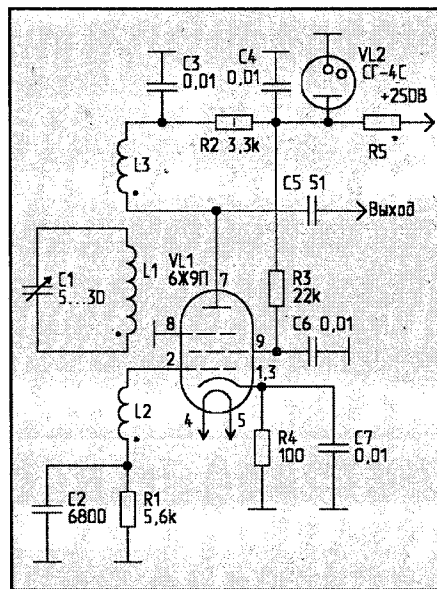 C3
0,01
C4
0,01
VL2
СГ-4С
+250В
R2 3,3k
R5
L3
C5 51
Выход
C1
5...30
L1
VL1
6Ж9П
7
R3
22k
8
9
C6 0,01
2
1,3
L2
4
5
R4
100
C7
0,01
C2
6800
R1
5,6k